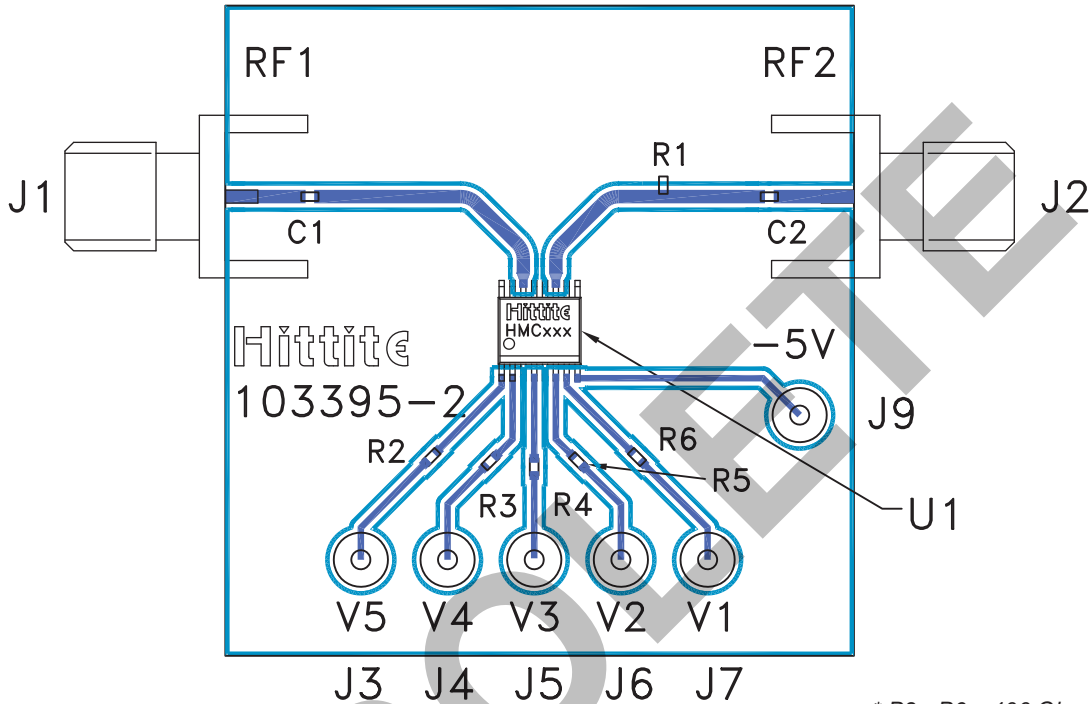 RF1
RF2
R1
J1
J2
C1
C2
Hittite
HMCxxx
Hittite
-5V
103395-2
J9
R2
R6
R5
R3
R4
U1
V5
V4
V3
V2
V1
J3
J4
J5
J6
J7
OLETE